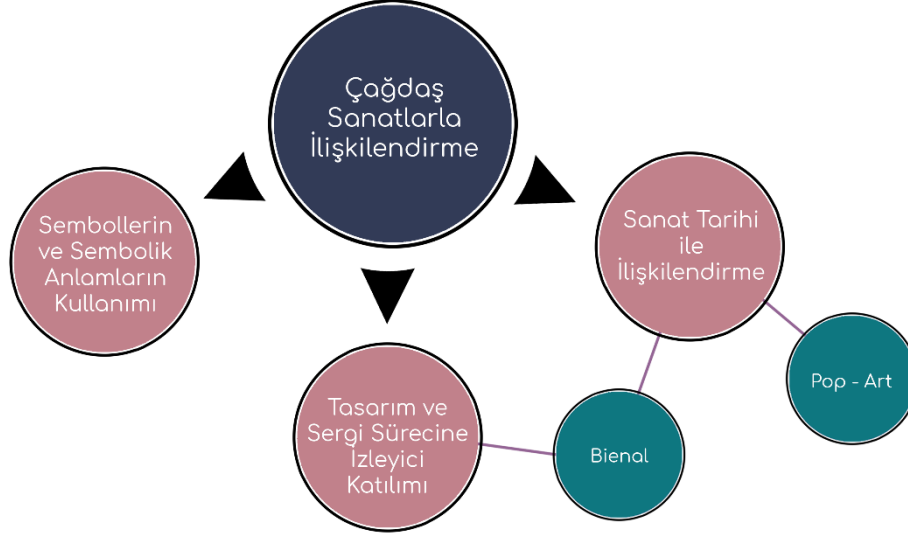 Çağdaş
Sanatlarla
İlişkilendirme
Sembollerin
ve Sembolik
Anlamların
Kullanımı
Sanat Tarihi
ile
İlişkilendirme
Tasarım ve
Sergi Sürecine
İzleyici
Katılımı
Bienal
Pop - Art